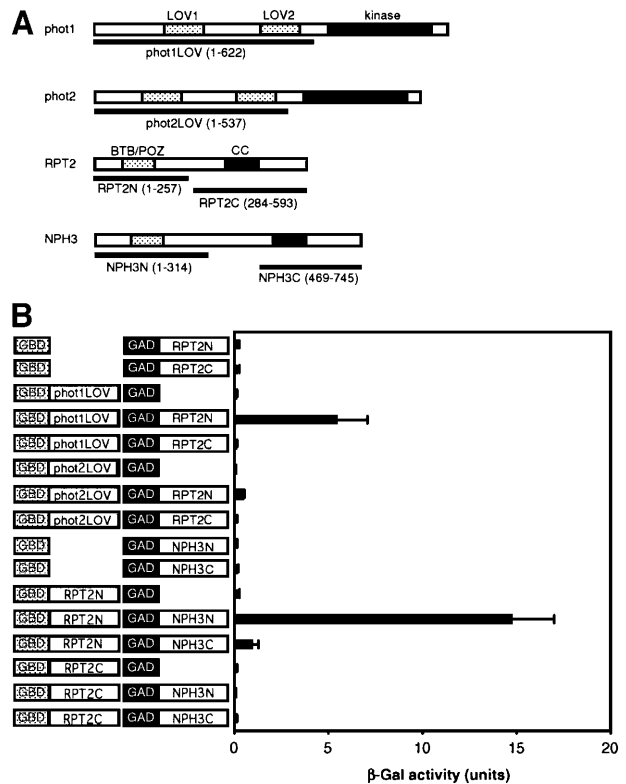 A
LOV1 LOV2 kinase
phot1
phot1LOV (1-622)
phot2
phot2LOV (1-537)
BTB/POZ CC
RPT2
RPT2N (1-257)
RPT2C (284-593)
NPH3
NPH3N (1-314)
NPH3C (469-745)
B
GBD GAD RPT2N
GBD GAD RPT2C
GBD phot1LOV GAD
GBD phot1LOV GAD RPT2N
GBD phot1LOV GAD RPT2C
GBD phot2LOV GAD
GBD phot2LOV GAD RPT2N
GBD phot2LOV GAD RPT2C
GBD GAD NPH3N
GBD GAD NPH3C
GBD RPT2N GAD
GBD RPT2N GAD NPH3N
GBD RPT2N GAD NPH3C
GBD RPT2C GAD
GBD RPT2C GAD NPH3N
GBD RPT2C GAD NPH3C
0 5 10 15 20
β-Gal activity (units)